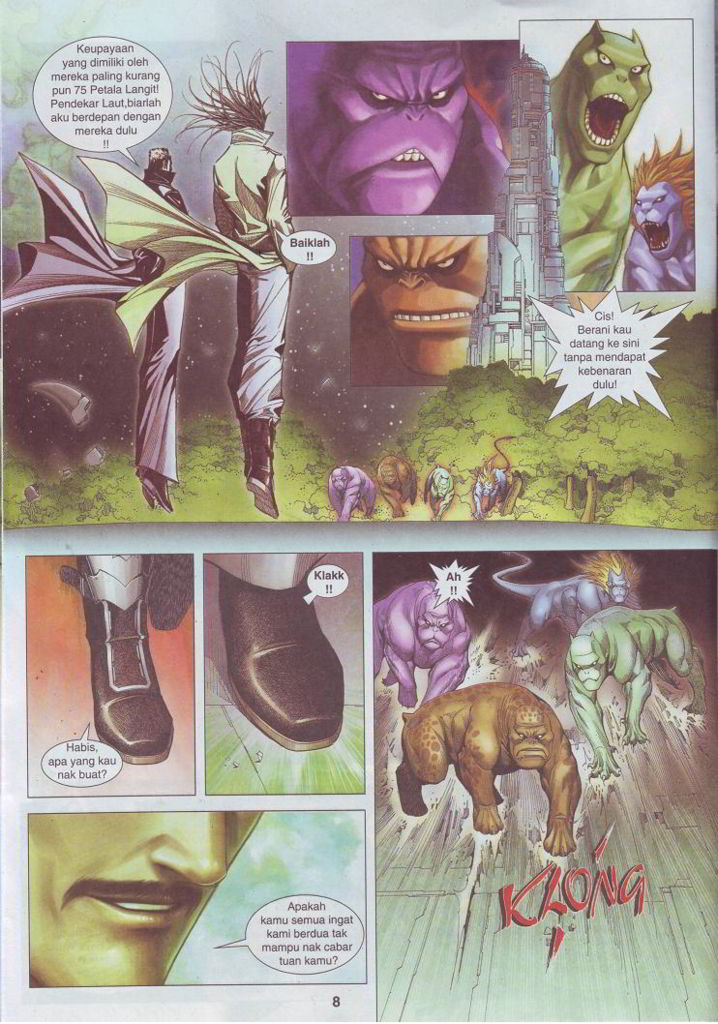 Keupayaan
yang dimiliki oleh
mereka paling kurang
pun 75 Petala Langit!
Pendekar Laut,biarlah
aku berdepan dengan
mereka dulu
!!
Baiklah
!!
Cis!
Berani kau
datang ke sini
tanpa mendapat
kebenaran
dulu!
Habis,
apa yang kau
nak buat?
Klakk
!!
Ah
!!
KLONG
!
Apakah
kamu semua ingat
kami berdua tak
mampu nak cabar
tuan kamu?
8